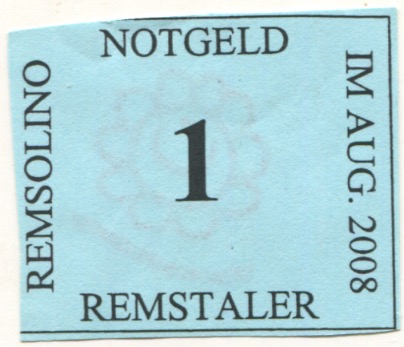 NOTGELD
REMSOLINO
1
IM AUG. 2008
REMSTALER